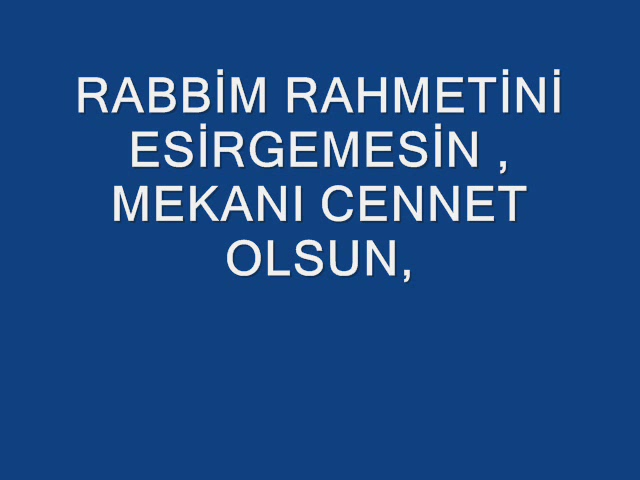 RABBİM RAHMETİNİ
ESİRGEMESİN ,
MEKANI CENNET
OLSUN,